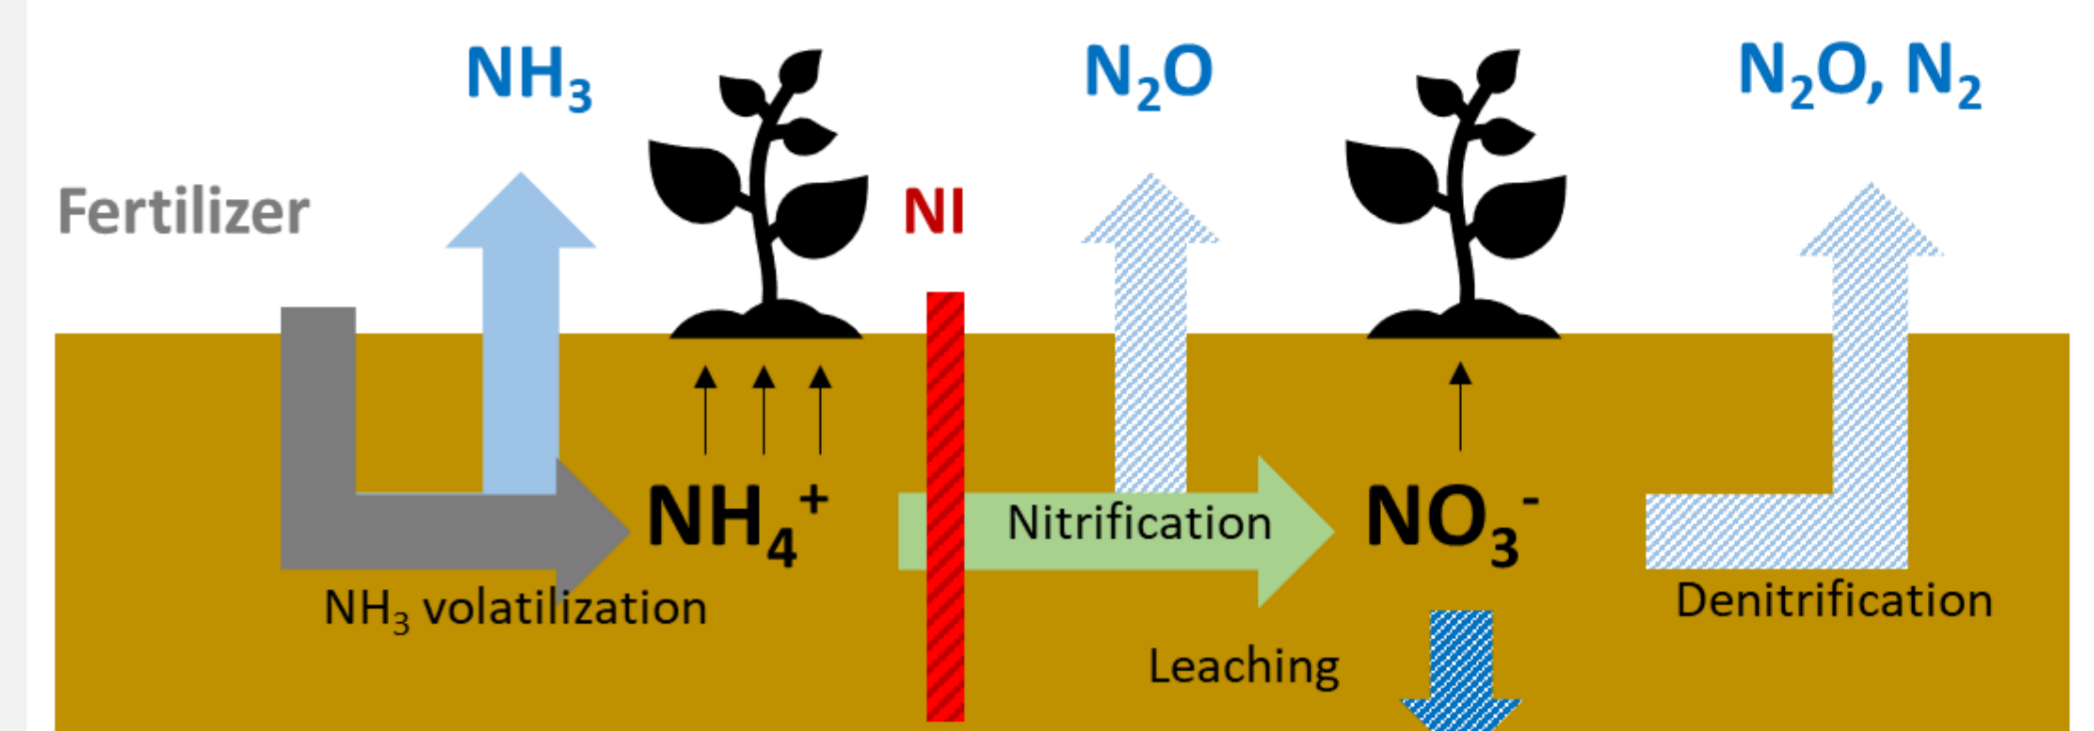 NH₃
N₂O
N₂O, N₂
Fertilizer
NI
NH₄⁺
Nitrification
NO₃⁻
NH₃ volatilization
Denitrification
Leaching